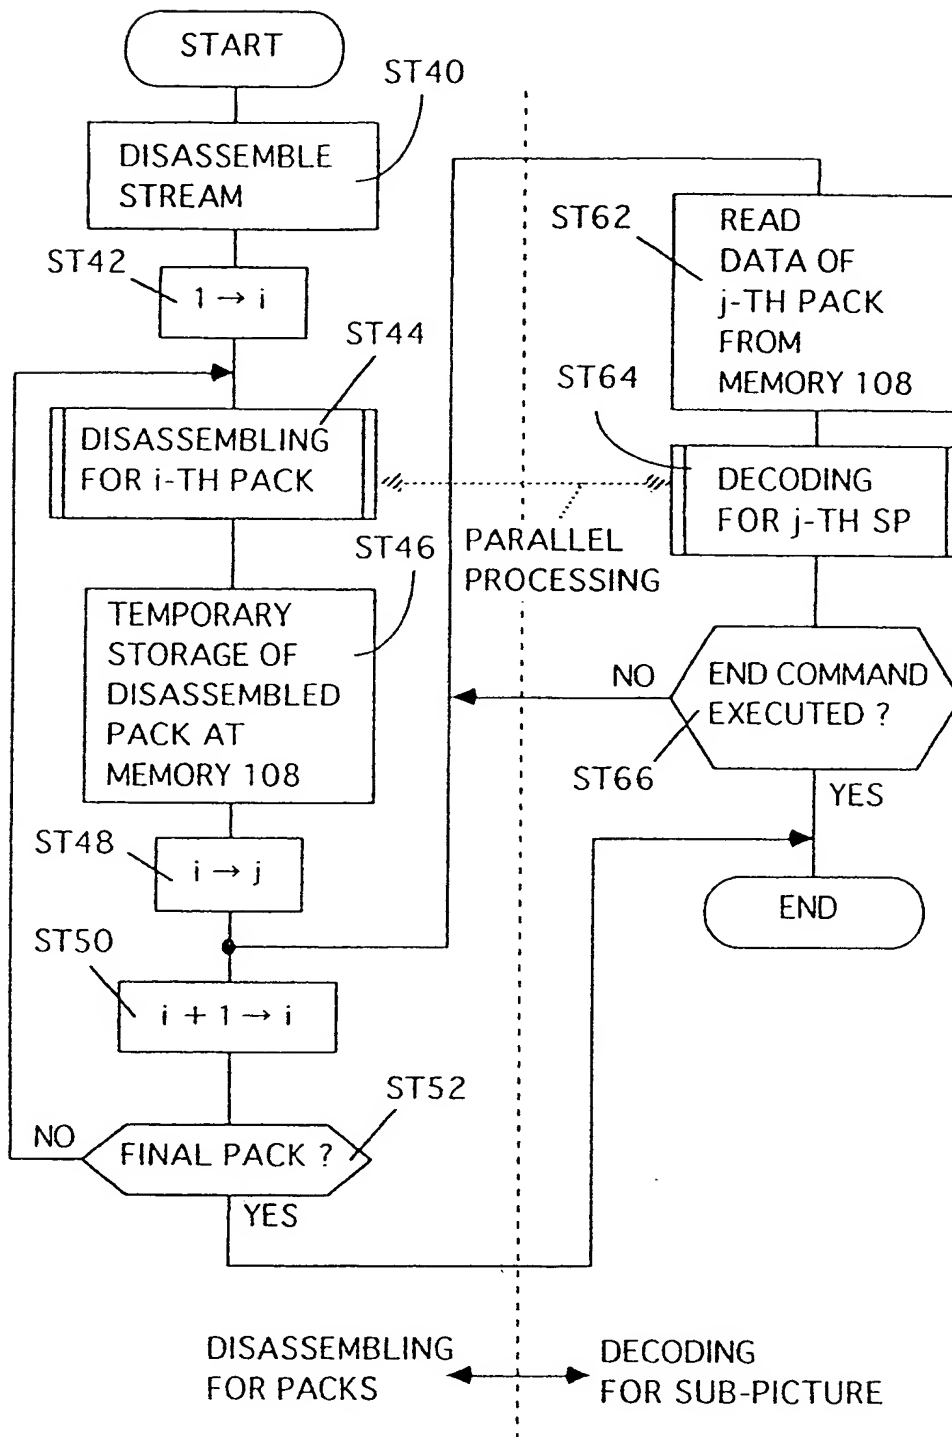 START
ST40
DISASSEMBLE
STREAM
ST42
1 → i
ST44
DISASSEMBLING
FOR i-TH PACK
ST46
TEMPORARY
STORAGE OF
DISASSEMBLED
PACK AT
MEMORY 108
ST48
i → j
ST50
i + 1 → i
ST52
FINAL PACK ?
NO
YES
ST62
READ
DATA OF
j-TH PACK
FROM
MEMORY 108
ST64
DECODING
FOR j-TH SP
PARALLEL
PROCESSING
END COMMAND
EXECUTED ?
NO
ST66
YES
END
DISASSEMBLING
FOR PACKS
DECODING
FOR SUB-PICTURE